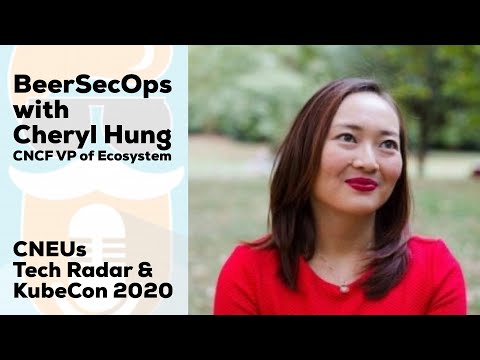 BeerSecOps
with
Cheryl Hung
CNCF VP of Ecosystem
CNEUs
Tech Radar &
KubeCon 2020